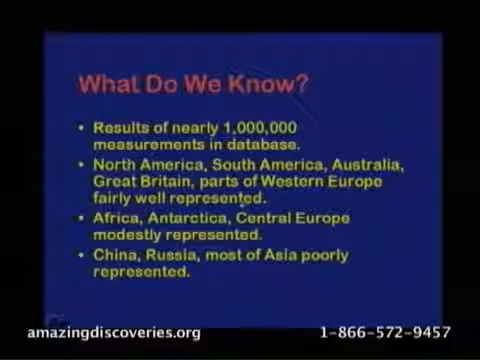 What Do We Know?
• Results of nearly 1,000,000
measurements in database.
• North America, South America, Australia,
Great Britain, parts of Western Europe
fairly well represented.
• Africa, Antarctica, Central Europe
modestly represented.
• China, Russia, most of Asia poorly
represented.
amazingdiscoveries.org 1-866-572-9457